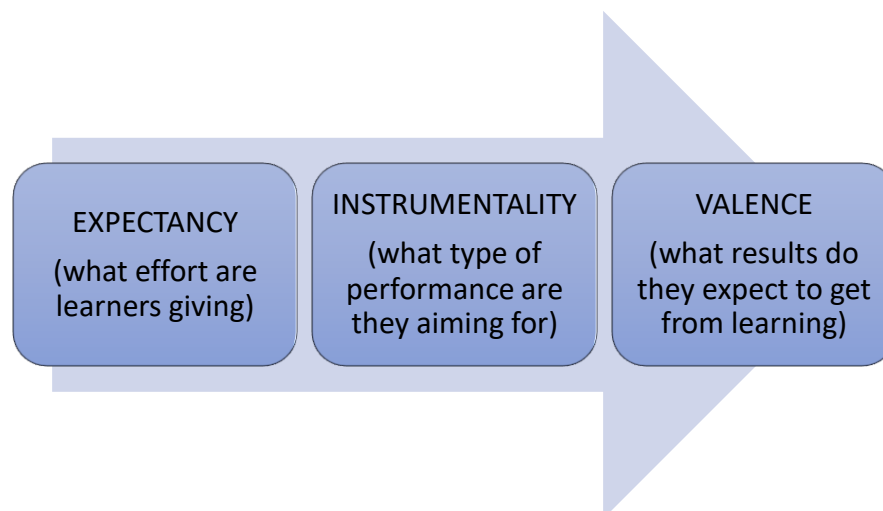 EXPECTANCY
(what effort are
learners giving)
INSTRUMENTALITY
(what type of
performance are
they aiming for)
VALENCE
(what results do
they expect to get
from learning)